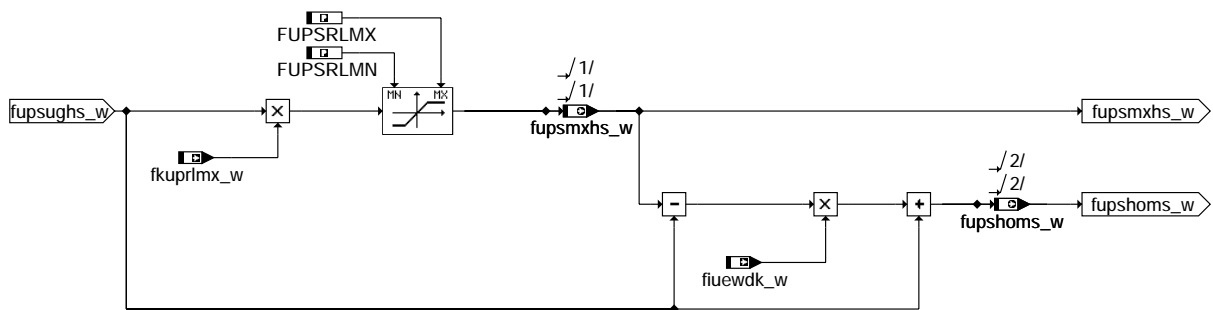 FUPSRLMX
FUPSRLMN
MN MX
/1/
/1/
fupsughs_w
fupsmxhs_w
fupsmxhs_w
fkuprlmx_w
/2/
/2/
fupshoms_w
fupshoms_w
fiuewdk_w